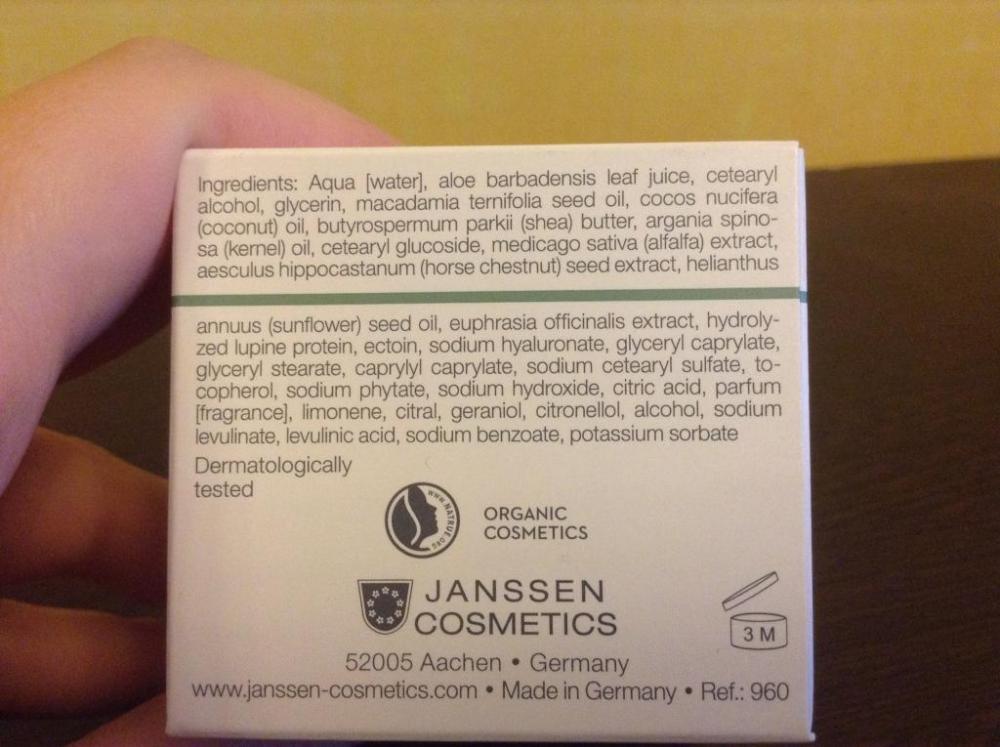 Ingredients: Aqua [water], aloe barbadensis leaf juice, cetearyl
alcohol, glycerin, macadamia ternifolia seed oil, cocos nucifera
(coconut) oil, butyrospermum parkii (shea) butter, argania spino-
sa (kernel) oil, cetearyl glucoside, medicago sativa (alfalfa) extract,
aesculus hippocastanum (horse chestnut) seed extract, helianthus
annuus (sunflower) seed oil, euphrasia officinalis extract, hydroly-
zed lupine protein, ectoin, sodium hyaluronate, glyceryl caprylate,
glyceryl stearate, caprylyl caprylate, sodium cetearyl sulfate, to-
copherol, sodium phytate, sodium hydroxide, citric acid, parfum
[fragrance], limonene, citral, geraniol, citronellol, alcohol, sodium
levulinate, levulinic acid, sodium benzoate, potassium sorbate
Dermatologically
tested
WWW.NATRUE.ORG
ORGANIC
COSMETICS
JANSSEN
COSMETICS
3 M
52005 Aachen • Germany
www.janssen-cosmetics.com • Made in Germany • Ref.: 960